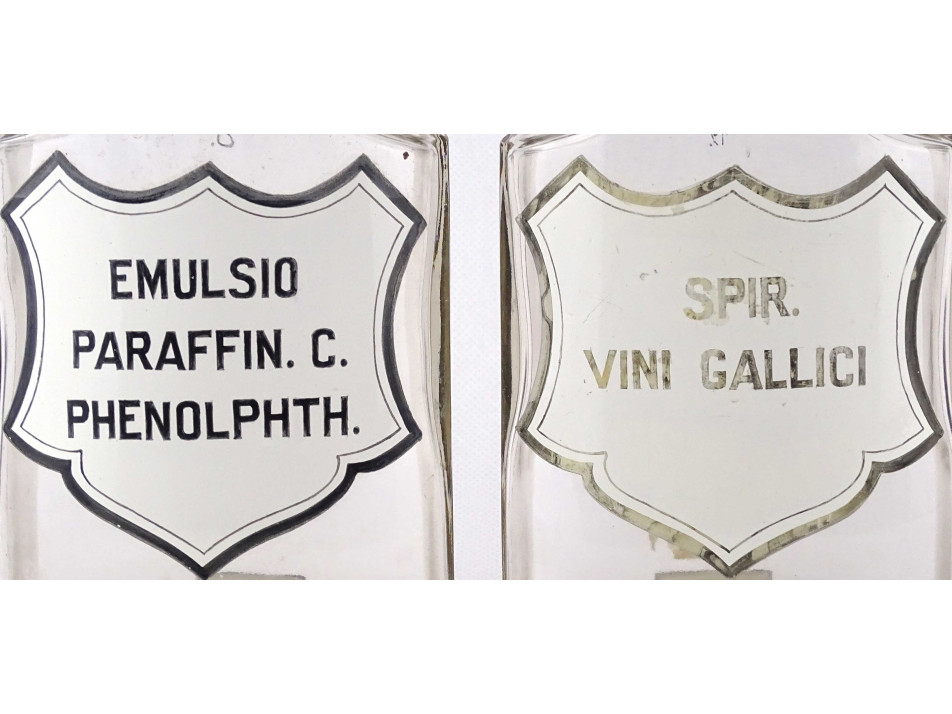 EMULSIO
PARAFFIN. C.
PHENOLPHTH.
SPIR.
VINI GALLICI